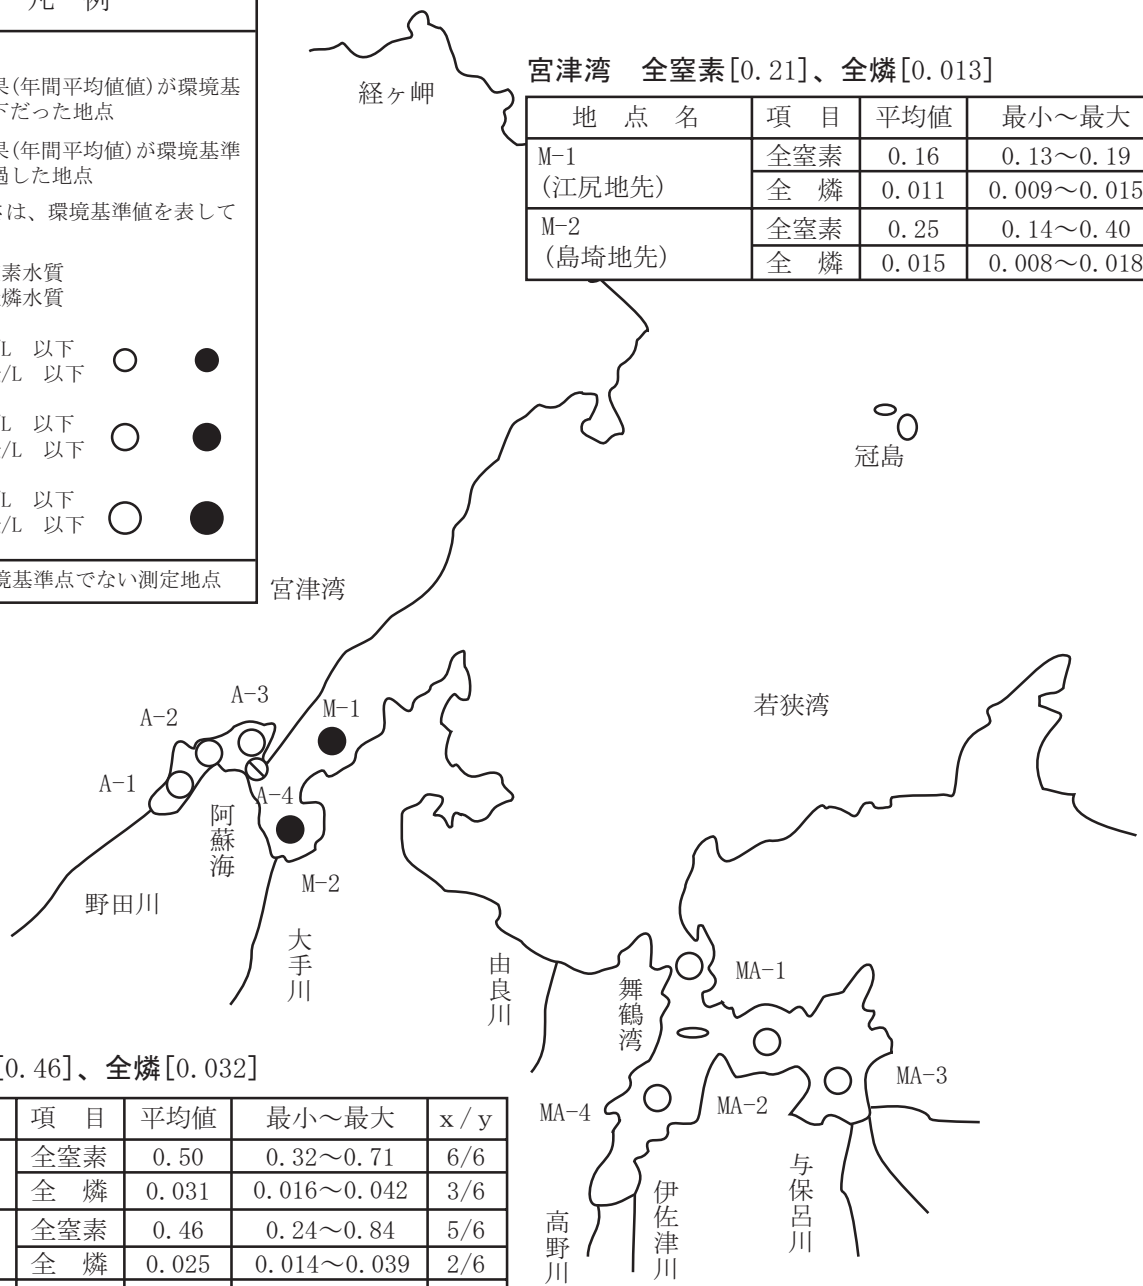 凡 例
果(年間平均値値)が環境基
下だった地点
果(年間平均値)が環境基準
過した地点
さは、環境基準値を表して
素水質
燐水質
/L 以下
/L 以下
/L 以下
/L 以下
/L 以下
/L 以下
境基準点でない測定地点
経ヶ岬
宮津湾 全窒素[0.21]、全燐[0.013]
地 点 名 項 目 平均値 最小～最大
M-1 全窒素 0.16 0.13～0.19
(江尻地先) 全 燐 0.011 0.009～0.015
M-2 全窒素 0.25 0.14～0.40
(島埼地先) 全 燐 0.015 0.008～0.018
冠島
宮津湾
若狭湾
A-3
A-2
M-1
A-1
A-4
阿蘇海
M-2
野田川
大手川
由良川
舞鶴湾
MA-1
MA-3
MA-2
MA-4
与保呂川
伊佐津川
高野川
[0.46]、全燐[0.032]
項 目 平均値 最小～最大 x/y
全窒素 0.50 0.32～0.71 6/6
全 燐 0.031 0.016～0.042 3/6
全窒素 0.46 0.24～0.84 5/6
全 燐 0.025 0.014～0.039 2/6